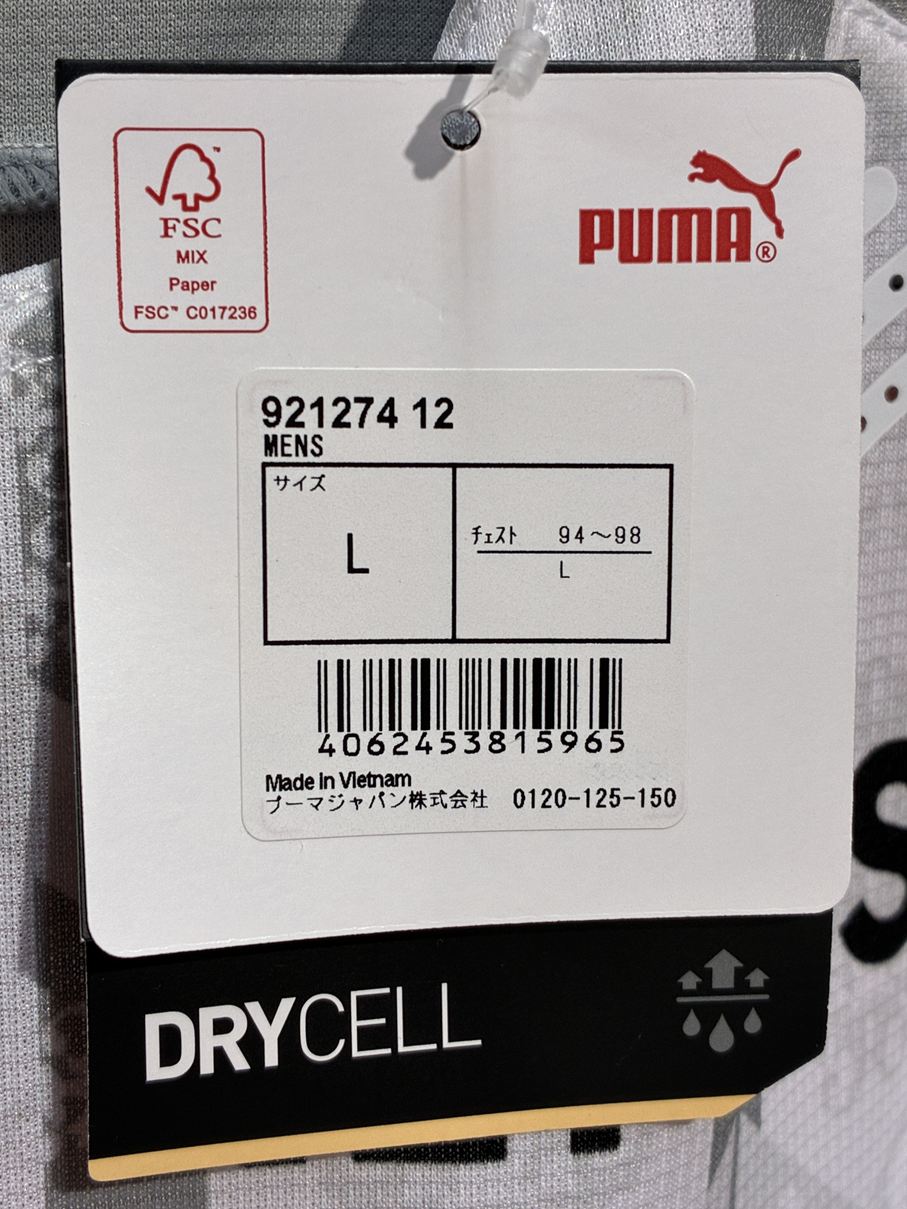 FSC
MIX
Paper
FSC™ C017236
PUMA®
921274 12
MENS
サイズ
L
チェスト 94～98
L
4062453815965
Made in Vietnam
プーマジャパン株式会社 0120-125-150
DRYCELL